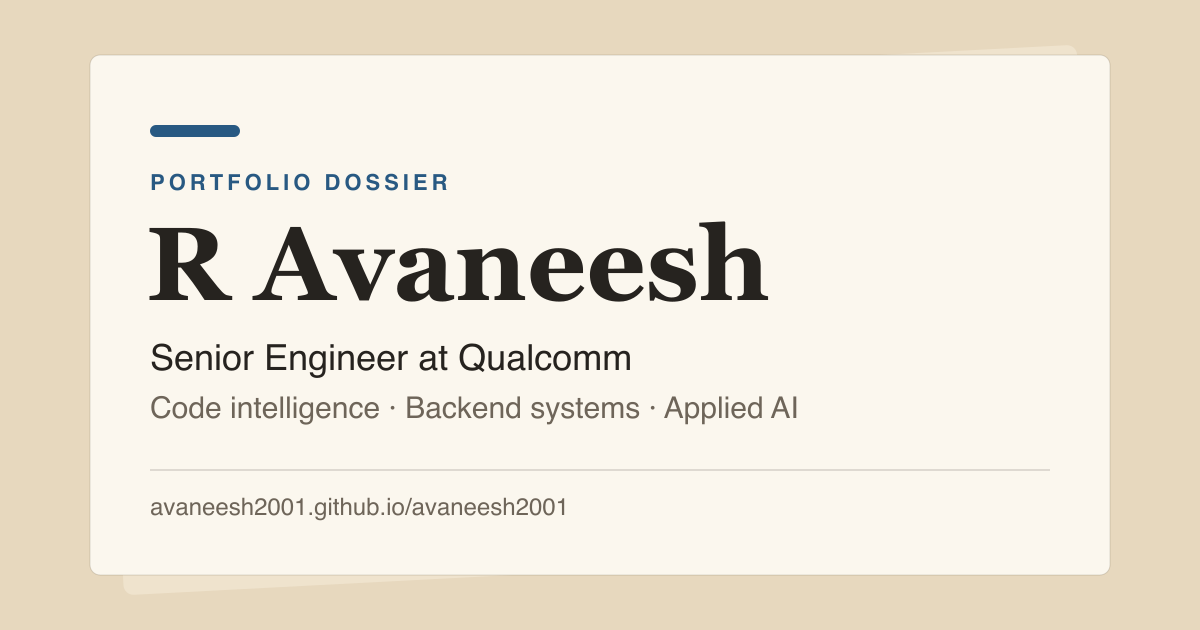 PORTFOLIO DOSSIER
R Avaneesh
Senior Engineer at Qualcomm
Code intelligence · Backend systems · Applied AI
avaneesh2001.github.io/avaneesh2001